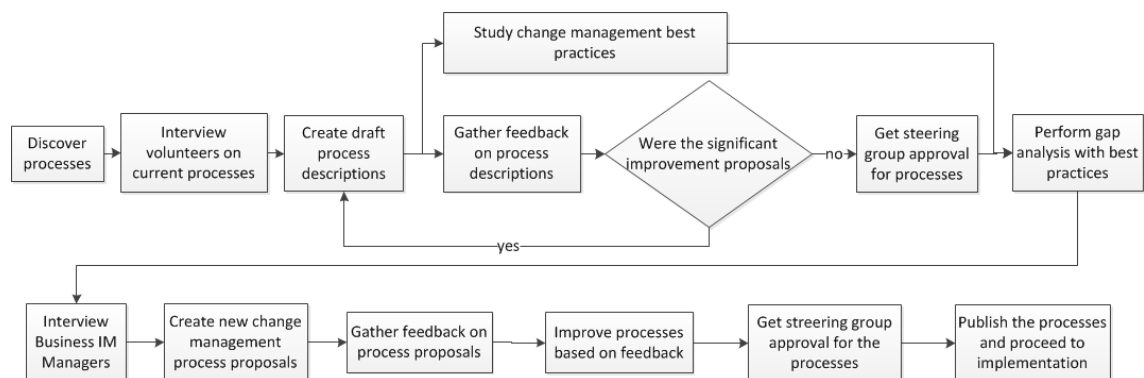 Study change management best
practices
Discover
processes
Interview
volunteers on
current processes
Create draft
process
descriptions
Gather feedback
on process
descriptions
Were the significant
improvement proposals
no
Get steering
group approval
for processes
Perform gap
analysis with best
practices
yes
Interview
Business IM
Managers
Create new change
management
process proposals
Gather feedback on
process proposals
Improve processes
based on feedback
Get streering group
approval for the
processes
Publish the processes
and proceed to
implementation